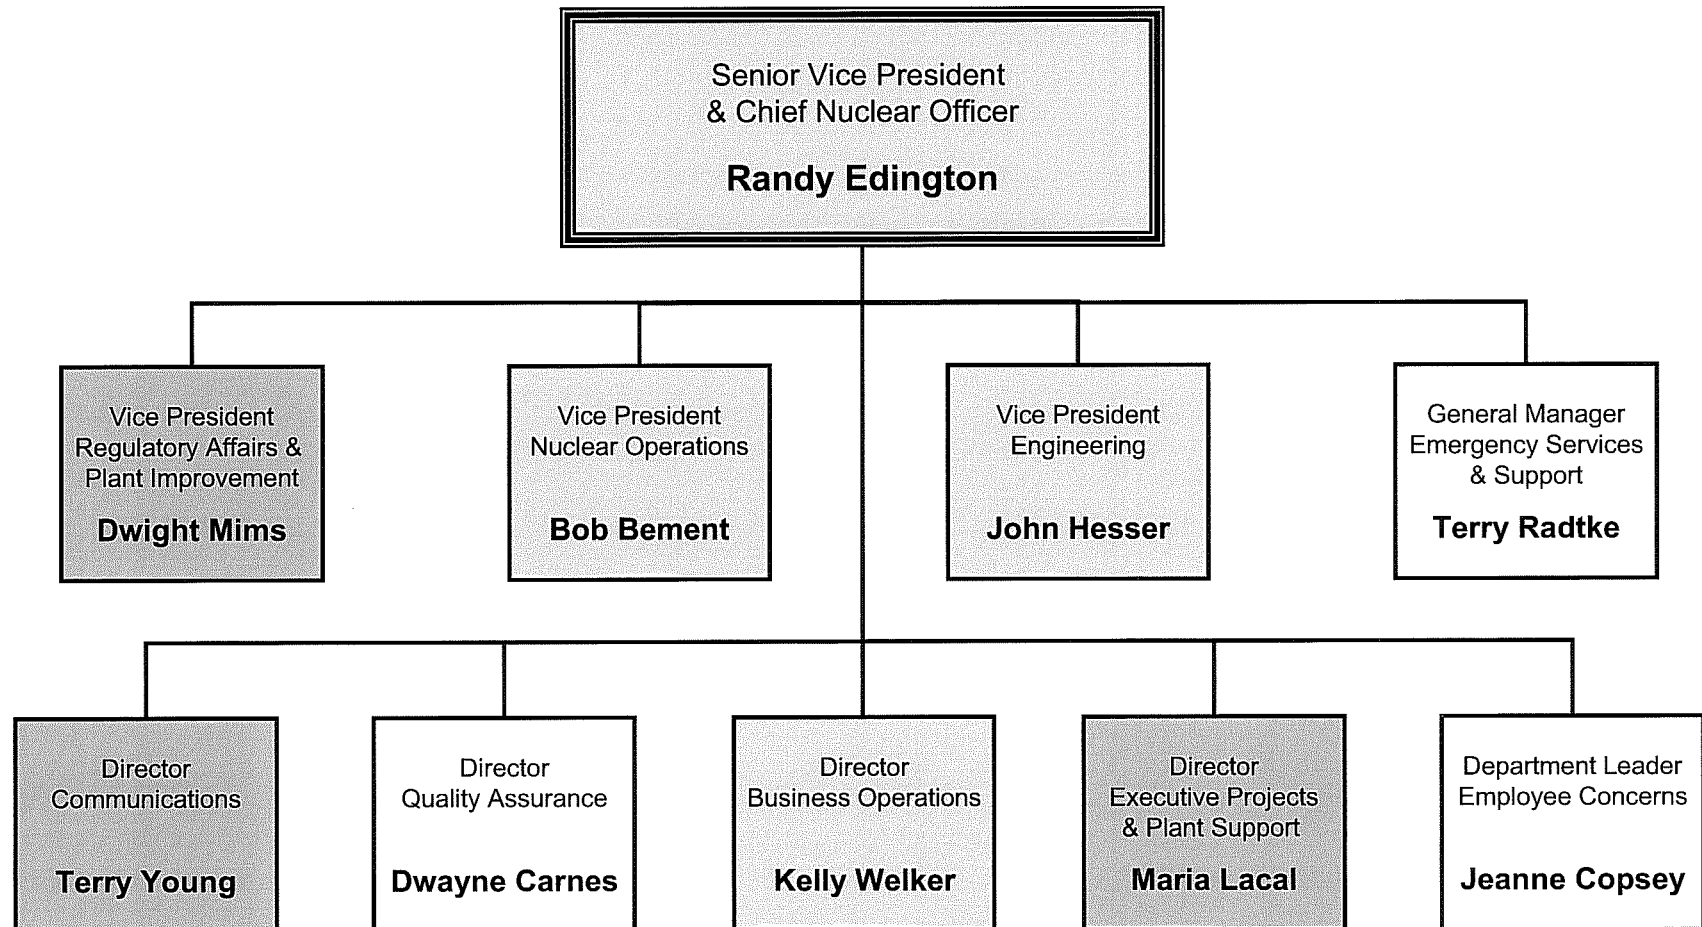 Senior Vice President
& Chief Nuclear Officer
Randy Edington
Vice President
Regulatory Affairs &
Plant Improvement
Dwight Mims
Vice President
Nuclear Operations
Bob Bement
Vice President
Engineering
John Hesser
General Manager
Emergency Services
& Support
Terry Radtke
Director
Communications
Terry Young
Director
Quality Assurance
Dwayne Carnes
Director
Business Operations
Kelly Welker
Director
Executive Projects
& Plant Support
Maria Lacal
Department Leader
Employee Concerns
Jeanne Copsey